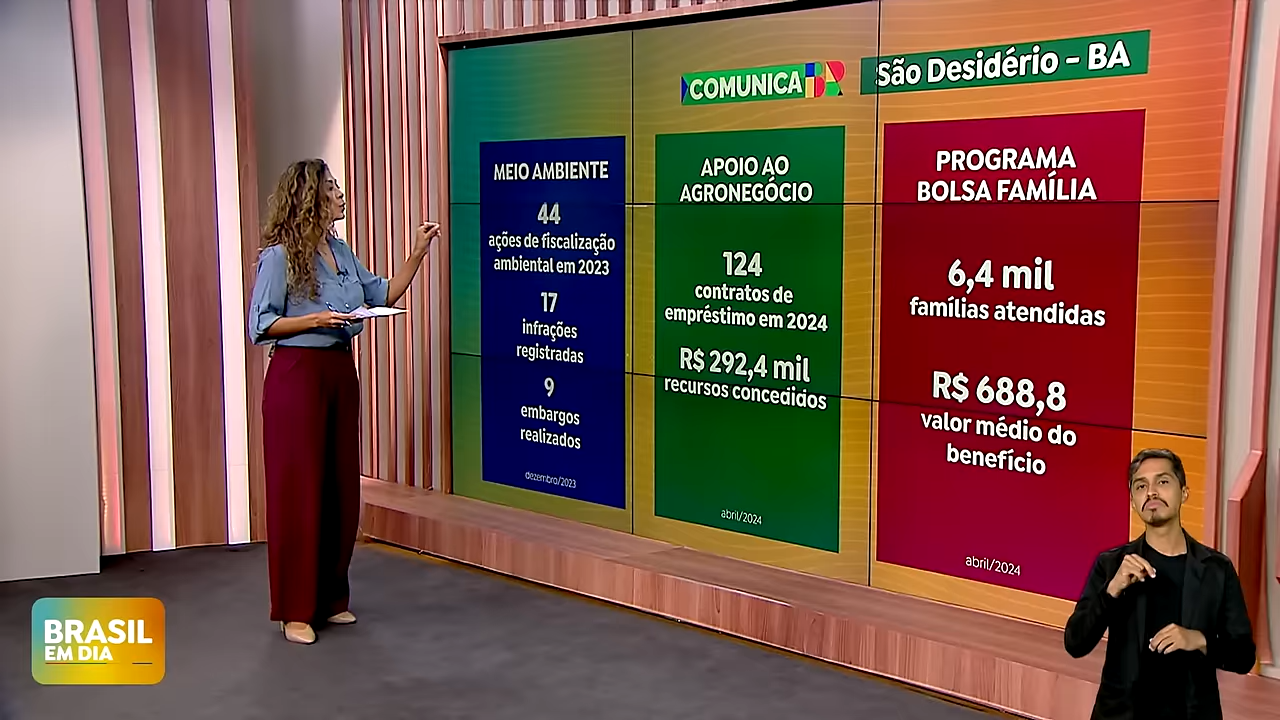 COMUNICA BR
São Desidério - BA
MEIO AMBIENTE
44
ações de fiscalização
ambiental em 2023
17
infrações
registradas
9
embargos
realizados
dezembro/2023
APOIO AO
AGRONEGÓCIO
124
contratos de
empréstimo em 2024
R$ 292,4 mil
recursos concedidos
abril/2024
PROGRAMA
BOLSA FAMÍLIA
6,4 mil
famílias atendidas
R$ 688,8
valor médio do
benefício
abril/2024
BRASIL
EM DIA